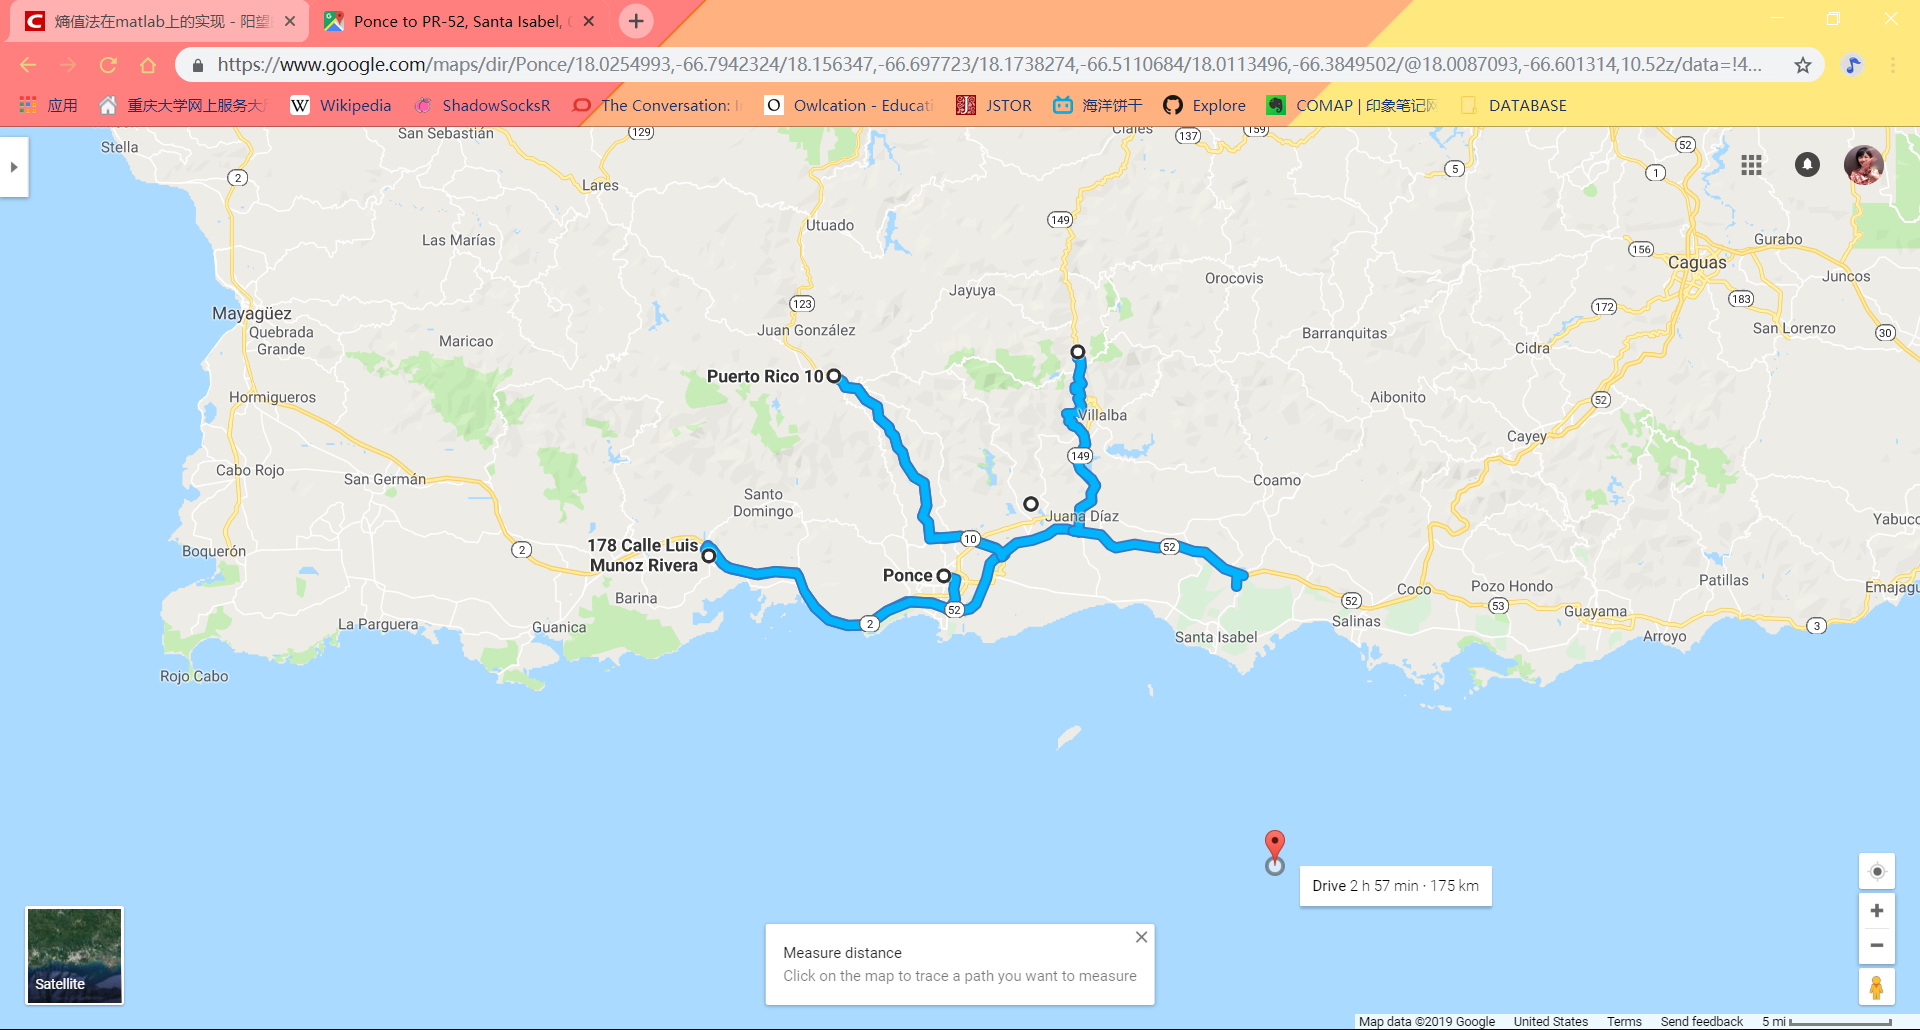 熵值法在matlab上的实现 - 阳望
Ponce to PR-52, Santa Isabel,
https://www.google.com/maps/dir/Ponce/18.0254993,-66.7942324/18.156347,-66.697723/18.1738274,-66.5110684/18.0113496,-66.3849502/@18.0087093,-66.601314,10.52z/data=!4...
应用
重庆大学网上服务大厅
Wikipedia
ShadowSocksR
The Conversation: I
Owlcation - Educati
JSTOR
海洋饼干
Explore
COMAP | 印象笔记网
DATABASE
San Sebastián
129
Ciales
137
159
52
Stella
2
Lares
5
1
Utuado
149
Las Marías
156
Gurabo
Caguas
Juncos
Orocovis
Jayuya
123
172
183
Mayagüez
Quebrada
Grande
Juan González
Barranquitas
San Lorenzo
30
Maricao
Cidra
Puerto Rico 10
Hormigueros
Aibonito
52
Villalba
Cayey
149
Cabo Rojo
San Germán
Coamo
Santo
Domingo
Juana Díaz
Yabuco
178 Calle Luis
Munoz Rivera
Boquerón
2
10
52
Ponce
Barina
Coco
Pozo Hondo
Patillas
Emajagu
52
52
53
Guayama
La Parguera
Guanica
2
Salinas
3
Santa Isabel
Arroyo
Rojo Cabo
Drive 2 h 57 min · 175 km
Measure distance
Click on the map to trace a path you want to measure
Satellite
Map data ©2019 Google
United States
Terms
Send feedback
5 mi